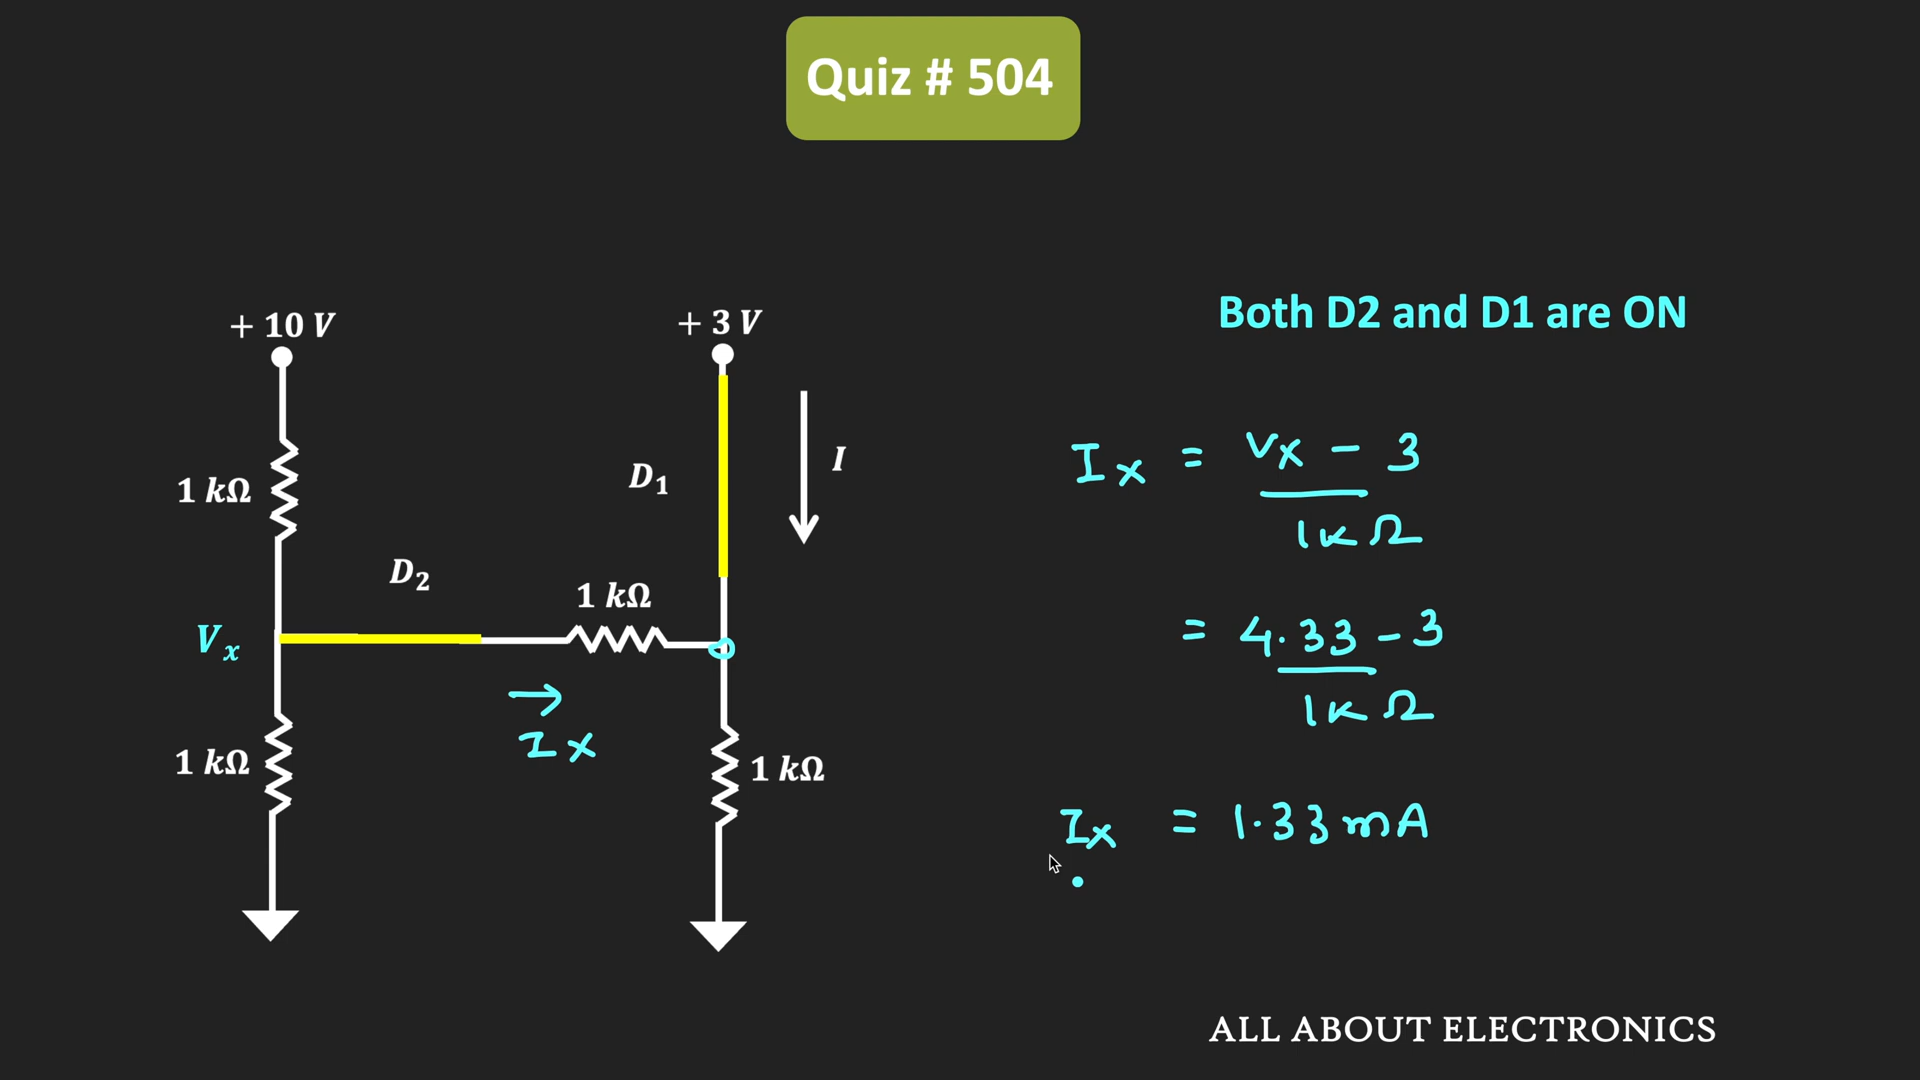 Quiz # 504
+ 10 V
+ 3 V
Both D2 and D1 are ON
1 kΩ
D₁
I
Ix = Vx - 3
1KΩ
D₂
1 kΩ
Vₓ
= 4.33 - 3
1KΩ
Ix
1 kΩ
1 kΩ
Ix = 1.33 mA
ALL ABOUT ELECTRONICS